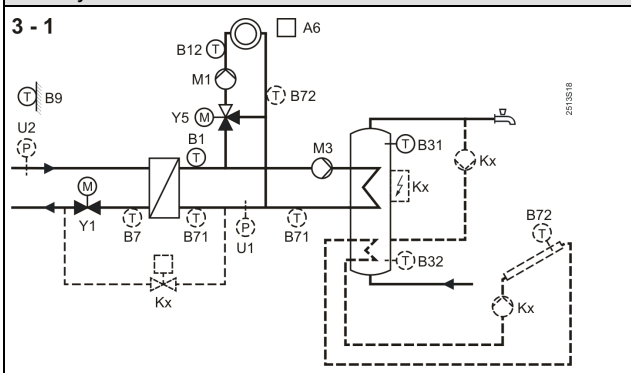 3 - 1
A6
B12 T
M1
T B9
T B72
2513S18
U2
P
Y5 M
B1
T
M3
T B31
Kx
M
Kx
Y1
T
B7
T
B71
P
U1
T
B71
B72
T
T B32
Kx
Kx